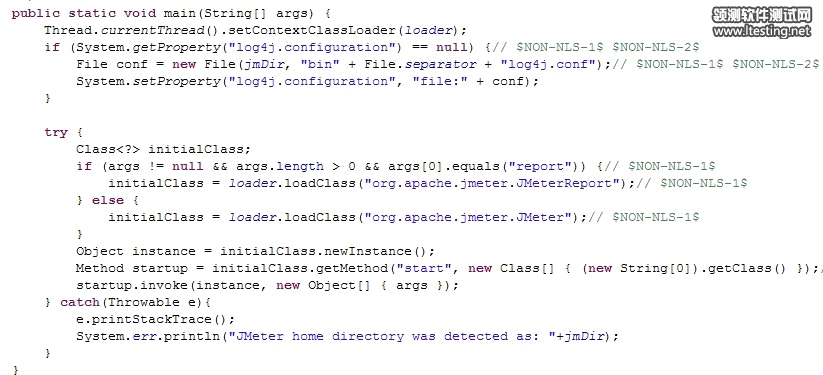 领测软件测试网
www.ltesting.net
public static void main(String[] args) {
    Thread.currentThread().setContextClassLoader(loader);
    if (System.getProperty("log4j.configuration") == null) {// $NON-NLS-1$ $NON-NLS-2$
        File conf = new File(jmDir, "bin" + File.separator + "log4j.conf");// $NON-NLS-1$ $NON-NLS-2$
        System.setProperty("log4j.configuration", "file:" + conf);
    }

    try {
        Class<?> initialClass;
        if (args != null && args.length > 0 && args[0].equals("report")) {// $NON-NLS-1$
            initialClass = loader.loadClass("org.apache.jmeter.JMeterReport");// $NON-NLS-1$
        } else {
            initialClass = loader.loadClass("org.apache.jmeter.JMeter");// $NON-NLS-1$
        }
        Object instance = initialClass.newInstance();
        Method startup = initialClass.getMethod("start", new Class[] { (new String[0]).getClass() });/
        startup.invoke(instance, new Object[] { args });
    } catch(Throwable e){
        e.printStackTrace();
        System.err.println("JMeter home directory was detected as: "+jmDir);
    }
}